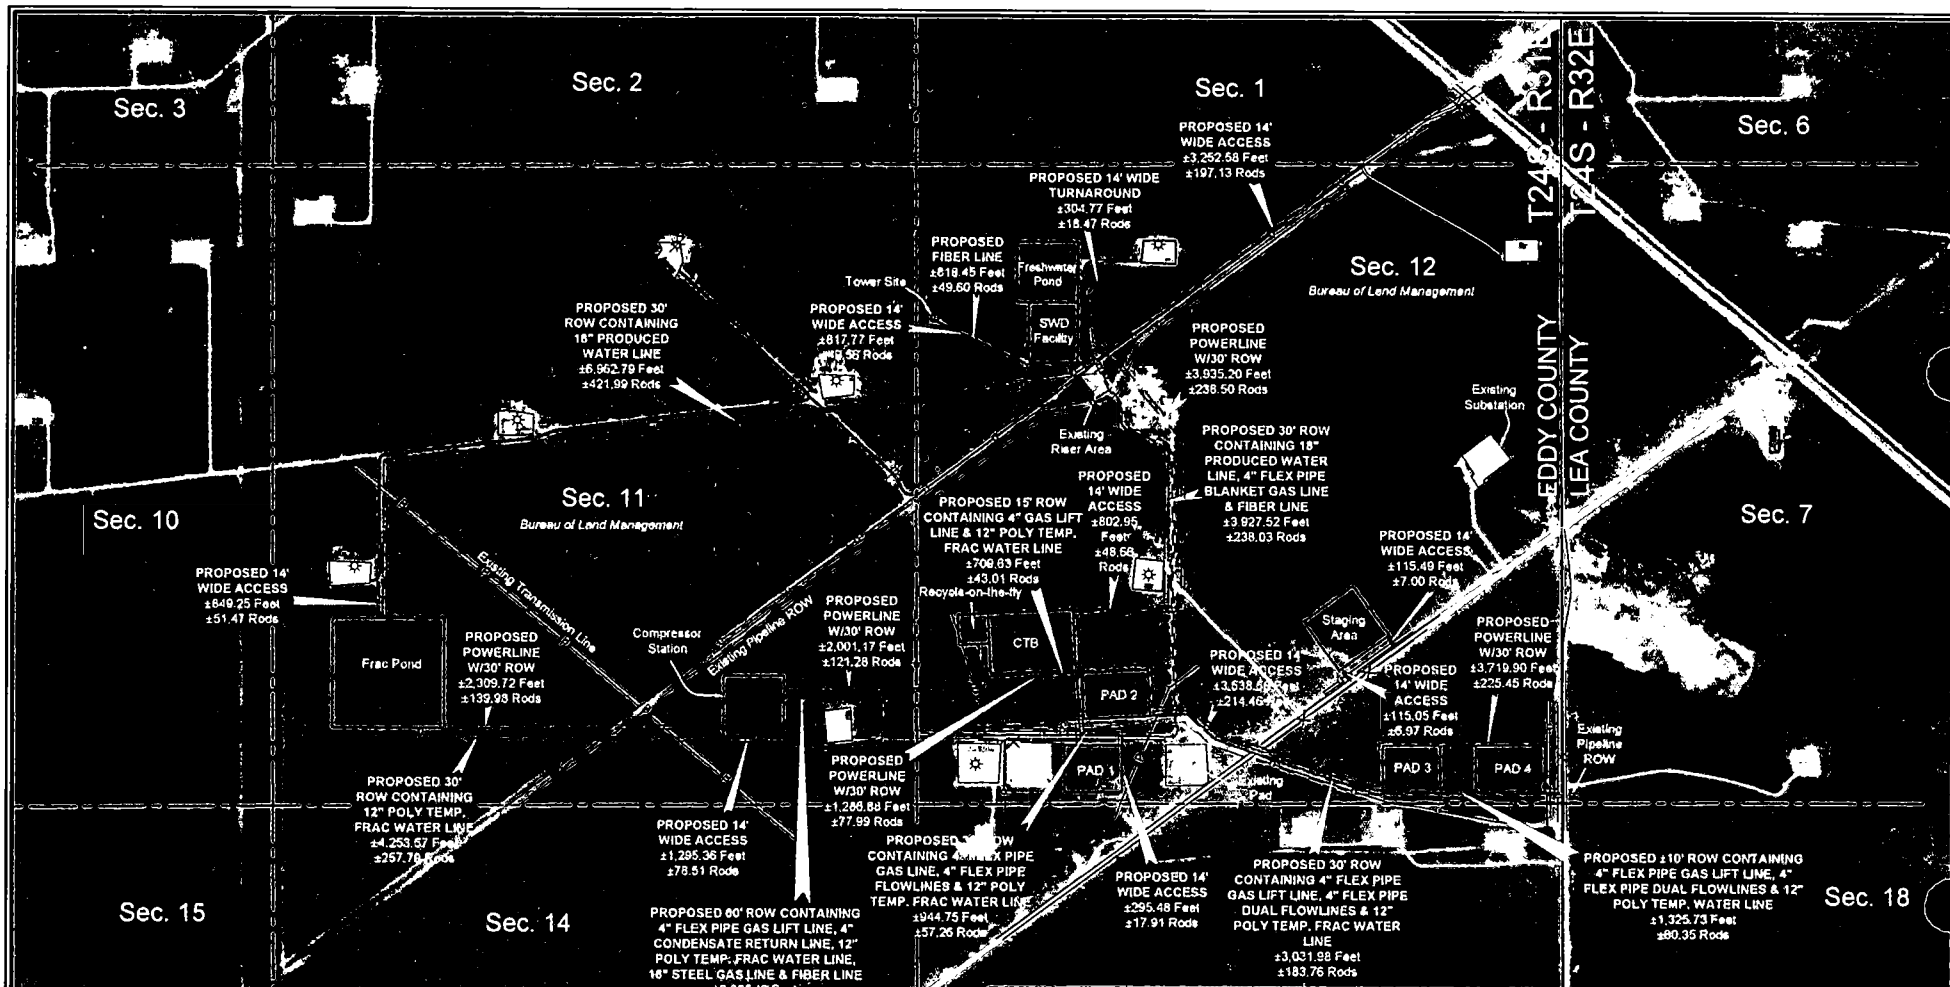 Sec. 3
Sec. 2
Sec. 1
Sec. 6
T24S - R31E
T24S - R32E
PROPOSED 14'
WIDE ACCESS
±3,252.58 Feet
±197.13 Rods
PROPOSED 14' WIDE
TURNAROUND
±304.77 Feet
±18.47 Rods
PROPOSED
FIBER LINE
±818.45 Feet
±49.60 Rods
Freshwater
Pond
SWD
Facility
Tower Site
Sec. 12
Bureau of Land Management
PROPOSED 30'
ROW CONTAINING
16" PRODUCED
WATER LINE
±6,962.79 Feet
±421.99 Rods
PROPOSED 14'
WIDE ACCESS
±817.77 Feet
Rods
PROPOSED
POWERLINE
W/30' ROW
±3,935.20 Feet
±238.50 Rods
EDDY COUNTY
LEA COUNTY
Existing
Substation
Existing
Riser Area
PROPOSED 30' ROW
CONTAINING 18"
PRODUCED WATER
LINE, 4" FLEX PIPE
BLANKET GAS LINE
& FIBER LINE
±3,927.52 Feet
±238.03 Rods
Sec. 10
Sec. 11
Bureau of Land Management
Sec. 7
PROPOSED 15' ROW
CONTAINING 4" GAS LIFT
LINE & 12" POLY TEMP.
FRAC WATER LINE
±709.63 Feet
±43.01 Rods
PROPOSED
14' WIDE
ACCESS
±802.95
Feet
±48.66
Rods
PROPOSED 14'
WIDE ACCESS
±115.49 Feet
±7.00 Rods
PROPOSED 14'
WIDE ACCESS
±849.25 Feet
±51.47 Rods
Existing Transmission Line
Existing Pipeline ROW
Recycle-on-the-fly
CTB
Staging
Area
Frac Pond
PROPOSED
POWERLINE
W/30' ROW
±2,309.72 Feet
±139.98 Rods
Compressor
Station
PROPOSED
POWERLINE
W/30' ROW
±2,001.17 Feet
±121.28 Rods
PAD 2
PROPOSED 14'
WIDE ACCESS
Feet
±214.46
PROPOSED
14' WIDE
ACCESS
±115.05 Feet
±6.97 Rods
PROPOSED
POWERLINE
W/30' ROW
±3,719.90 Feet
±225.45 Rods
Existing
Pipeline
ROW
PAD 1
Existing
Pad
PAD 3
PAD 4
PROPOSED 30'
ROW CONTAINING
12" POLY TEMP.
FRAC WATER LINE
±4,253.57 Feet
Rods
PROPOSED 14'
WIDE ACCESS
±1,295.36 Feet
±78.51 Rods
PROPOSED
POWERLINE
W/30' ROW
Feet
±77.99 Rods
PROPOSED ROW
CONTAINING 4" FLEX PIPE
GAS LINE, 4" FLEX PIPE
FLOWLINES & 12" POLY
TEMP. FRAC WATER LINE
±944.75 Feet
±57.26 Rods
PROPOSED 14'
WIDE ACCESS
±295.48 Feet
±17.91 Rods
PROPOSED 30' ROW
CONTAINING 4" FLEX PIPE
GAS LIFT LINE, 4" FLEX PIPE
DUAL FLOWLINES & 12"
POLY TEMP. FRAC WATER
LINE
±3,031.98 Feet
±183.76 Rods
PROPOSED ±10' ROW CONTAINING
4" FLEX PIPE GAS LIFT LINE, 4"
FLEX PIPE DUAL FLOWLINES & 12"
POLY TEMP. WATER LINE
±1,325.73 Feet
±80.35 Rods
Sec. 15
Sec. 14
Sec. 18
PROPOSED 60' ROW CONTAINING
4" FLEX PIPE GAS LIFT LINE, 4"
CONDENSATE RETURN LINE, 12"
POLY TEMP. FRAC WATER LINE,
16" STEEL GAS LINE & FIBER LINE